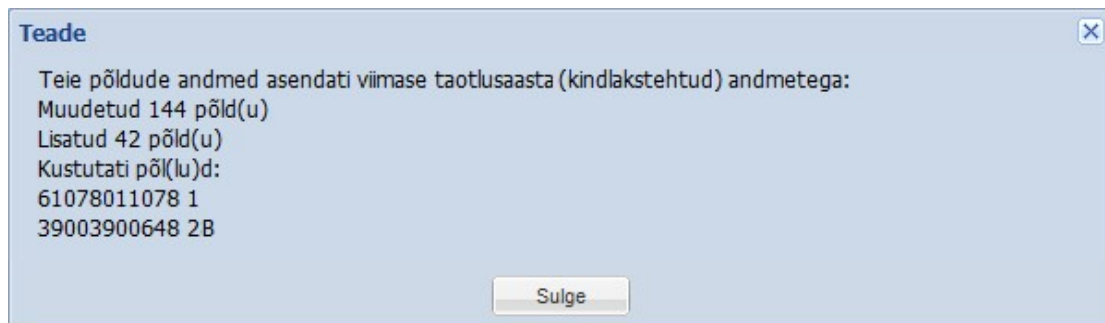 Teade
Teie põldude andmed asendati viimase taotlusaasta (kindlakstehtud) andmetega:
Muudetud 144 põld(u)
Lisatud 42 põld(u)
Kustutati põl(lu)d:
61078011078 1
39003900648 2B
Sulge